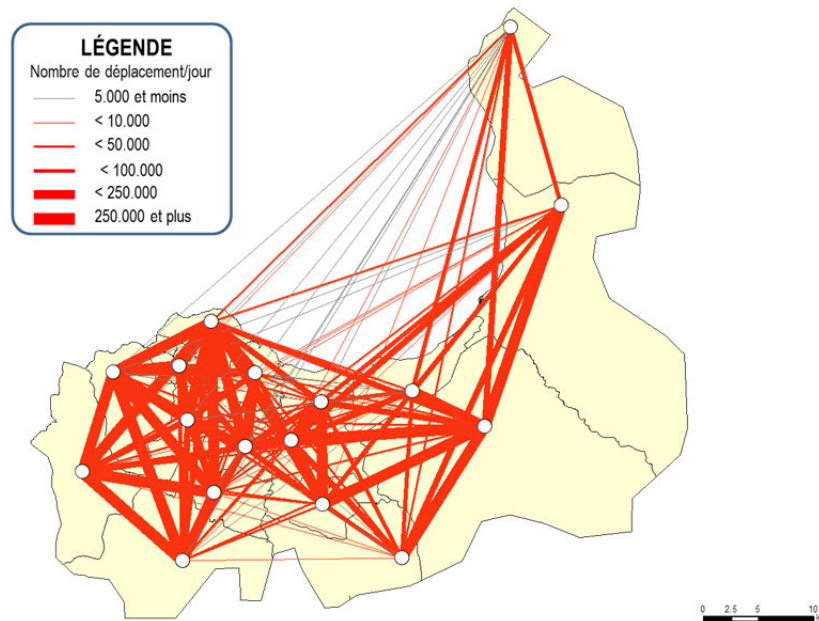 LÉGENDE
Nombre de déplacement/jour
5.000 et moins
< 10.000
< 50.000
< 100.000
< 250.000
250.000 et plus
0 2.5 5 10